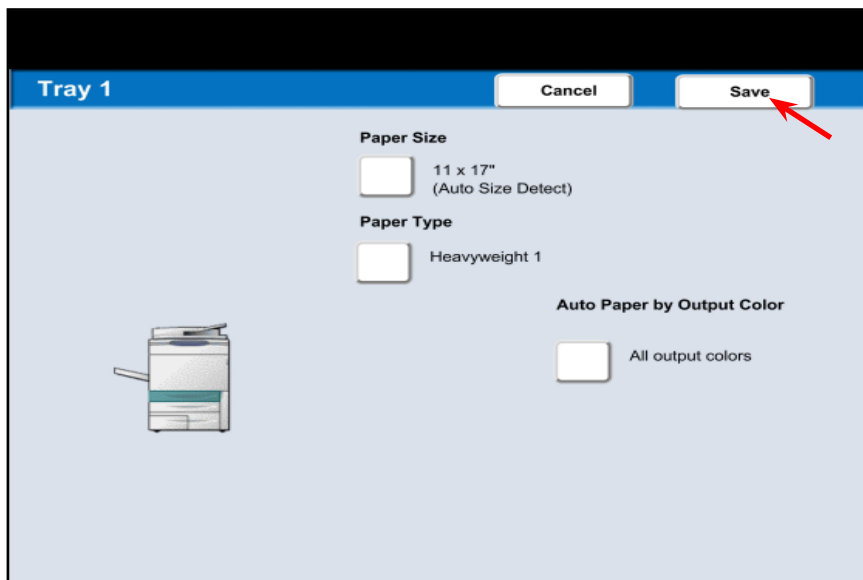 Tray 1
Cancel
Save
Paper Size
11 x 17"
(Auto Size Detect)
Paper Type
Heavyweight 1
Auto Paper by Output Color
All output colors